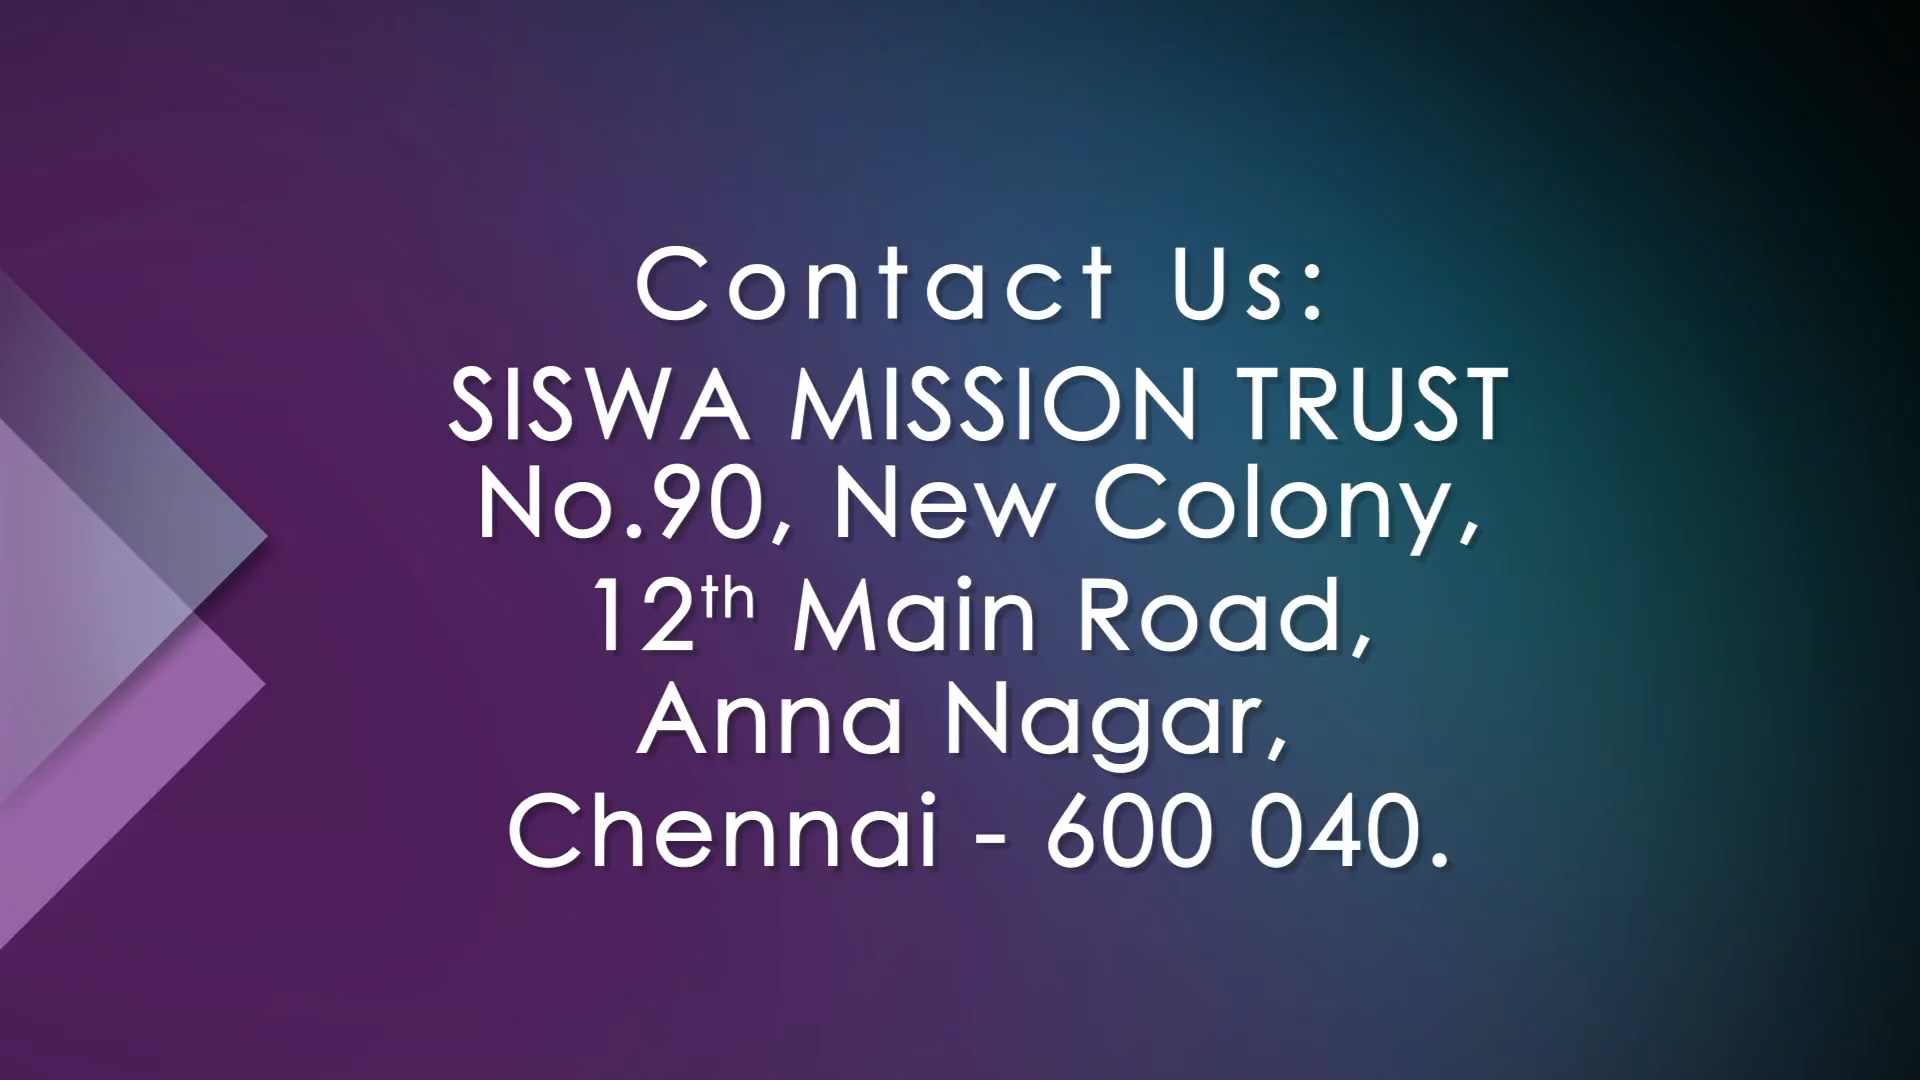 Contact Us:
SISWA MISSION TRUST
No.90, New Colony,
12th Main Road,
Anna Nagar,
Chennai - 600 040.